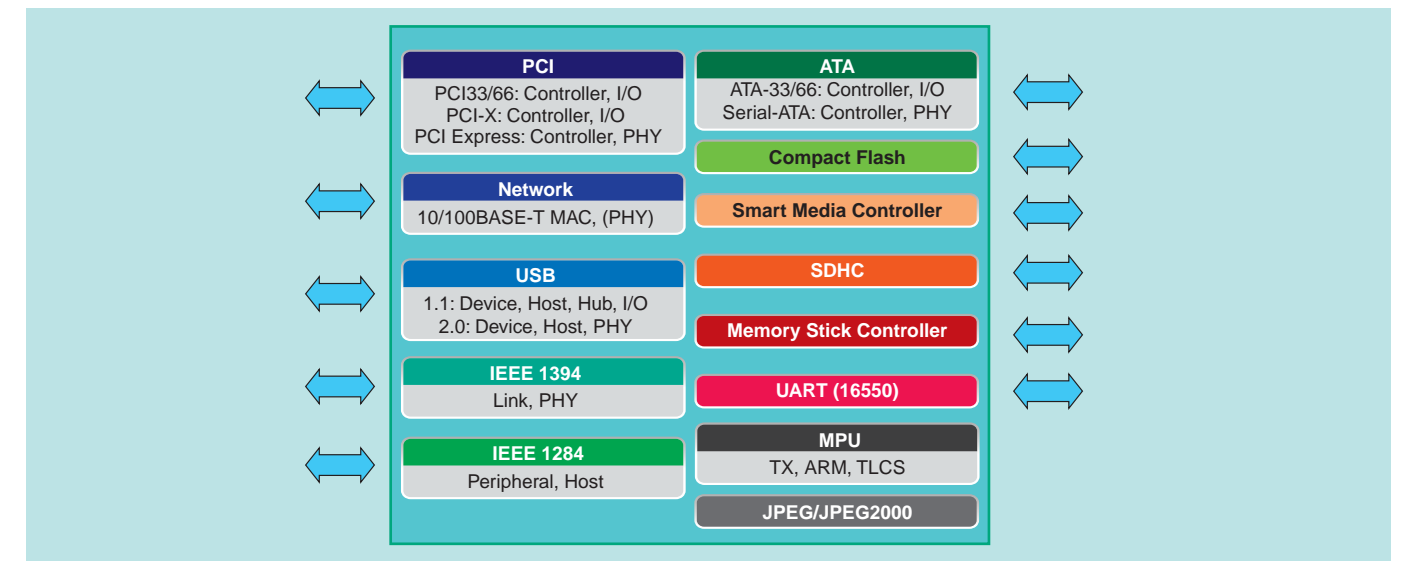 PCI
PCI33/66: Controller, I/O
PCI-X: Controller, I/O
PCI Express: Controller, PHY
Network
10/100BASE-T MAC, (PHY)
USB
1.1: Device, Host, Hub, I/O
2.0: Device, Host, PHY
IEEE 1394
Link, PHY
IEEE 1284
Peripheral, Host
ATA
ATA-33/66: Controller, I/O
Serial-ATA: Controller, PHY
Compact Flash
Smart Media Controller
SDHC
Memory Stick Controller
UART (16550)
MPU
TX, ARM, TLCS
JPEG/JPEG2000